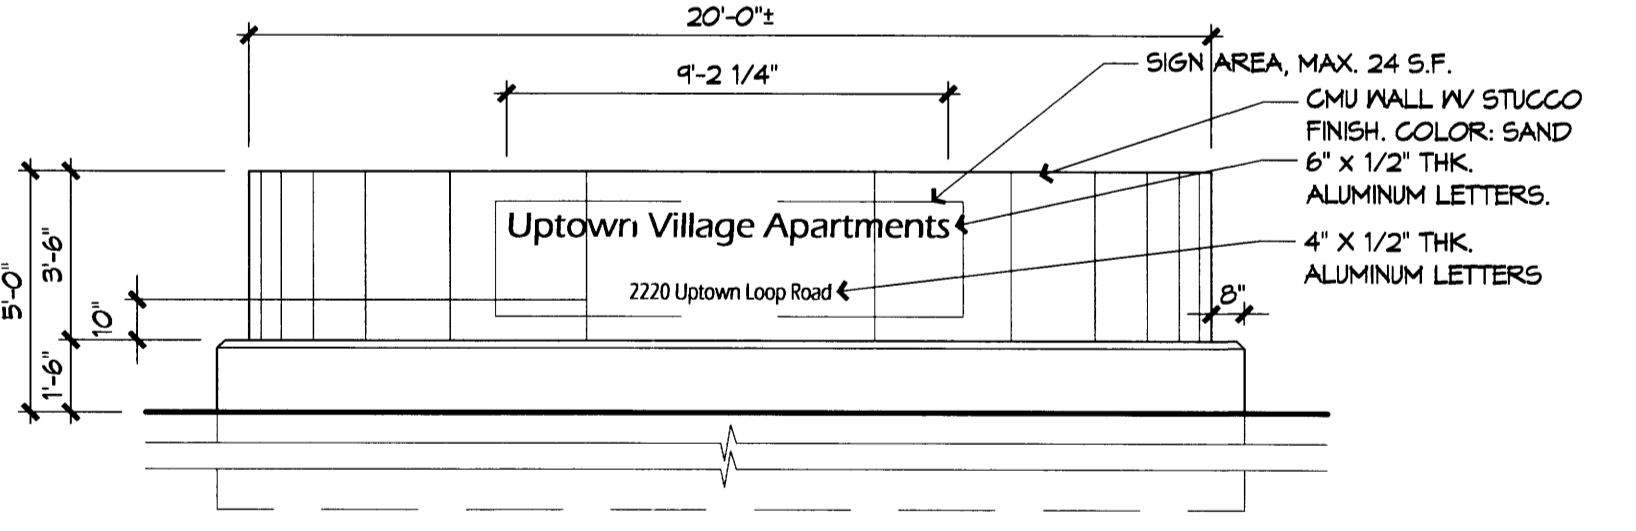 20'-0"±
9'-2 1/4"
SIGN AREA, MAX. 24 S.F.
CMU WALL W/ STUCCO
FINISH. COLOR: SAND
6" X 1/2" THK.
ALUMINUM LETTERS.
4" X 1/2" THK.
ALUMINUM LETTERS
Uptown Village Apartments
2220 Uptown Loop Road
5'-0"
3'-6"
10"
1'-6"
8"